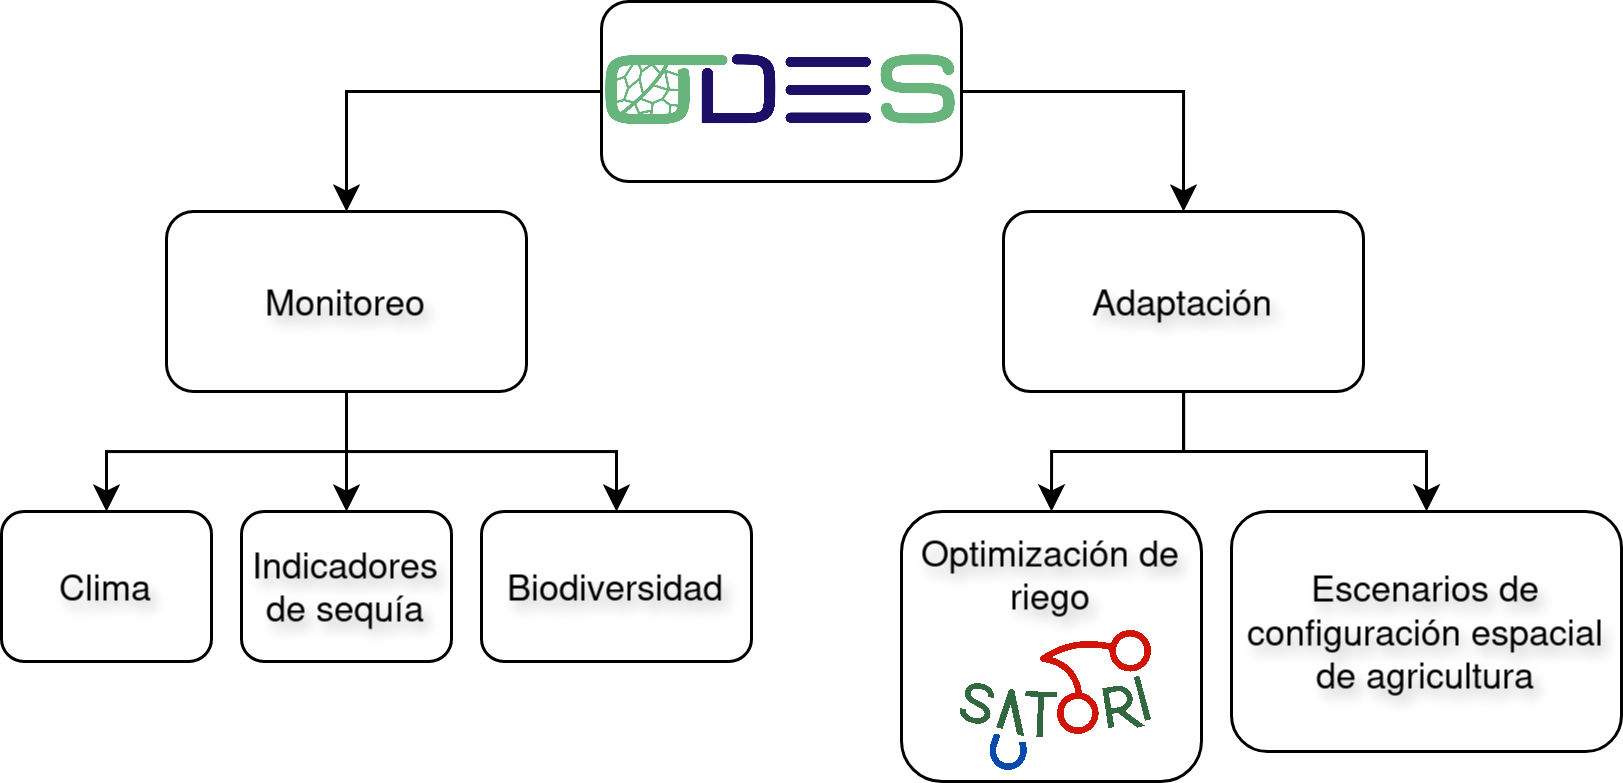 ODES
Monitoreo
Adaptación
Clima
Indicadores
de sequía
Biodiversidad
Optimización de
riego
SATORI
Escenarios de
configuración espacial
de agricultura